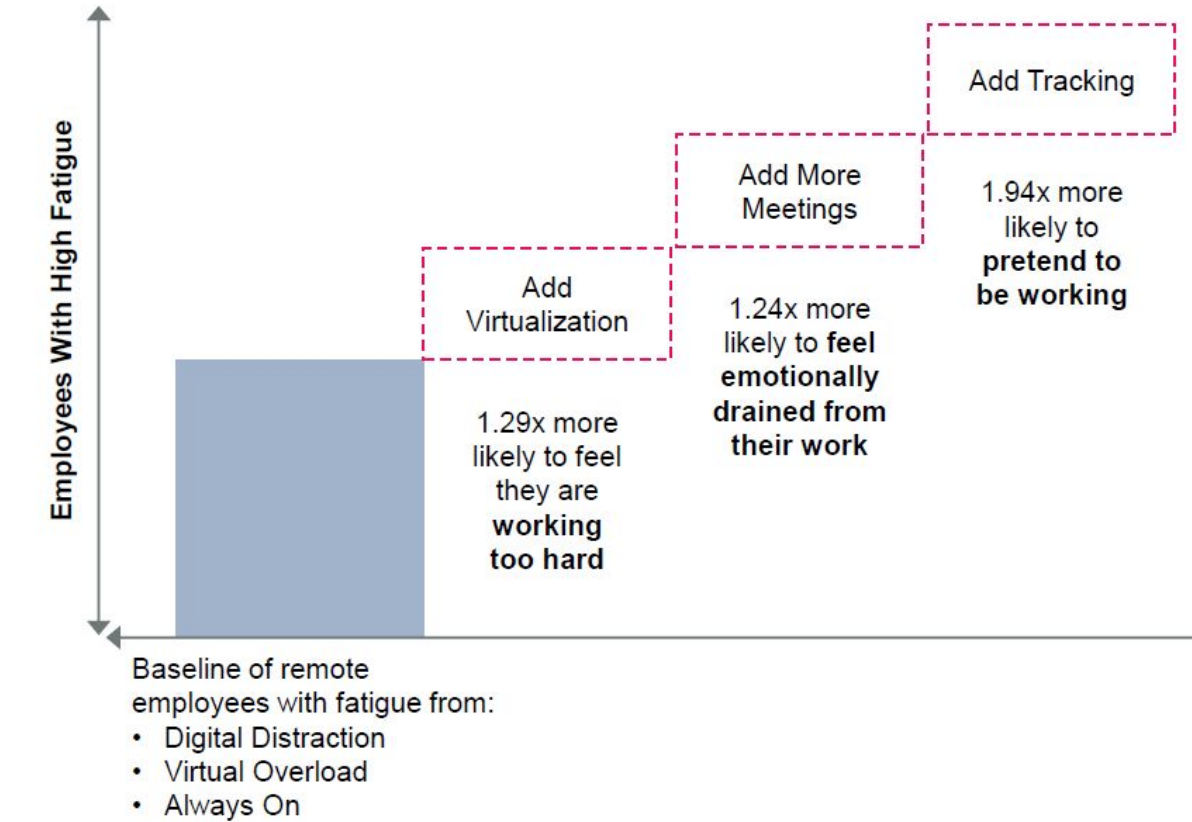 Employees With High Fatigue
Add Tracking
Add More
Meetings
Add
Virtualization
1.94x more
likely to
pretend to
be working
1.24x more
likely to feel
emotionally
drained from
their work
1.29x more
likely to feel
they are
working
too hard
Baseline of remote
employees with fatigue from:
• Digital Distraction
• Virtual Overload
• Always On